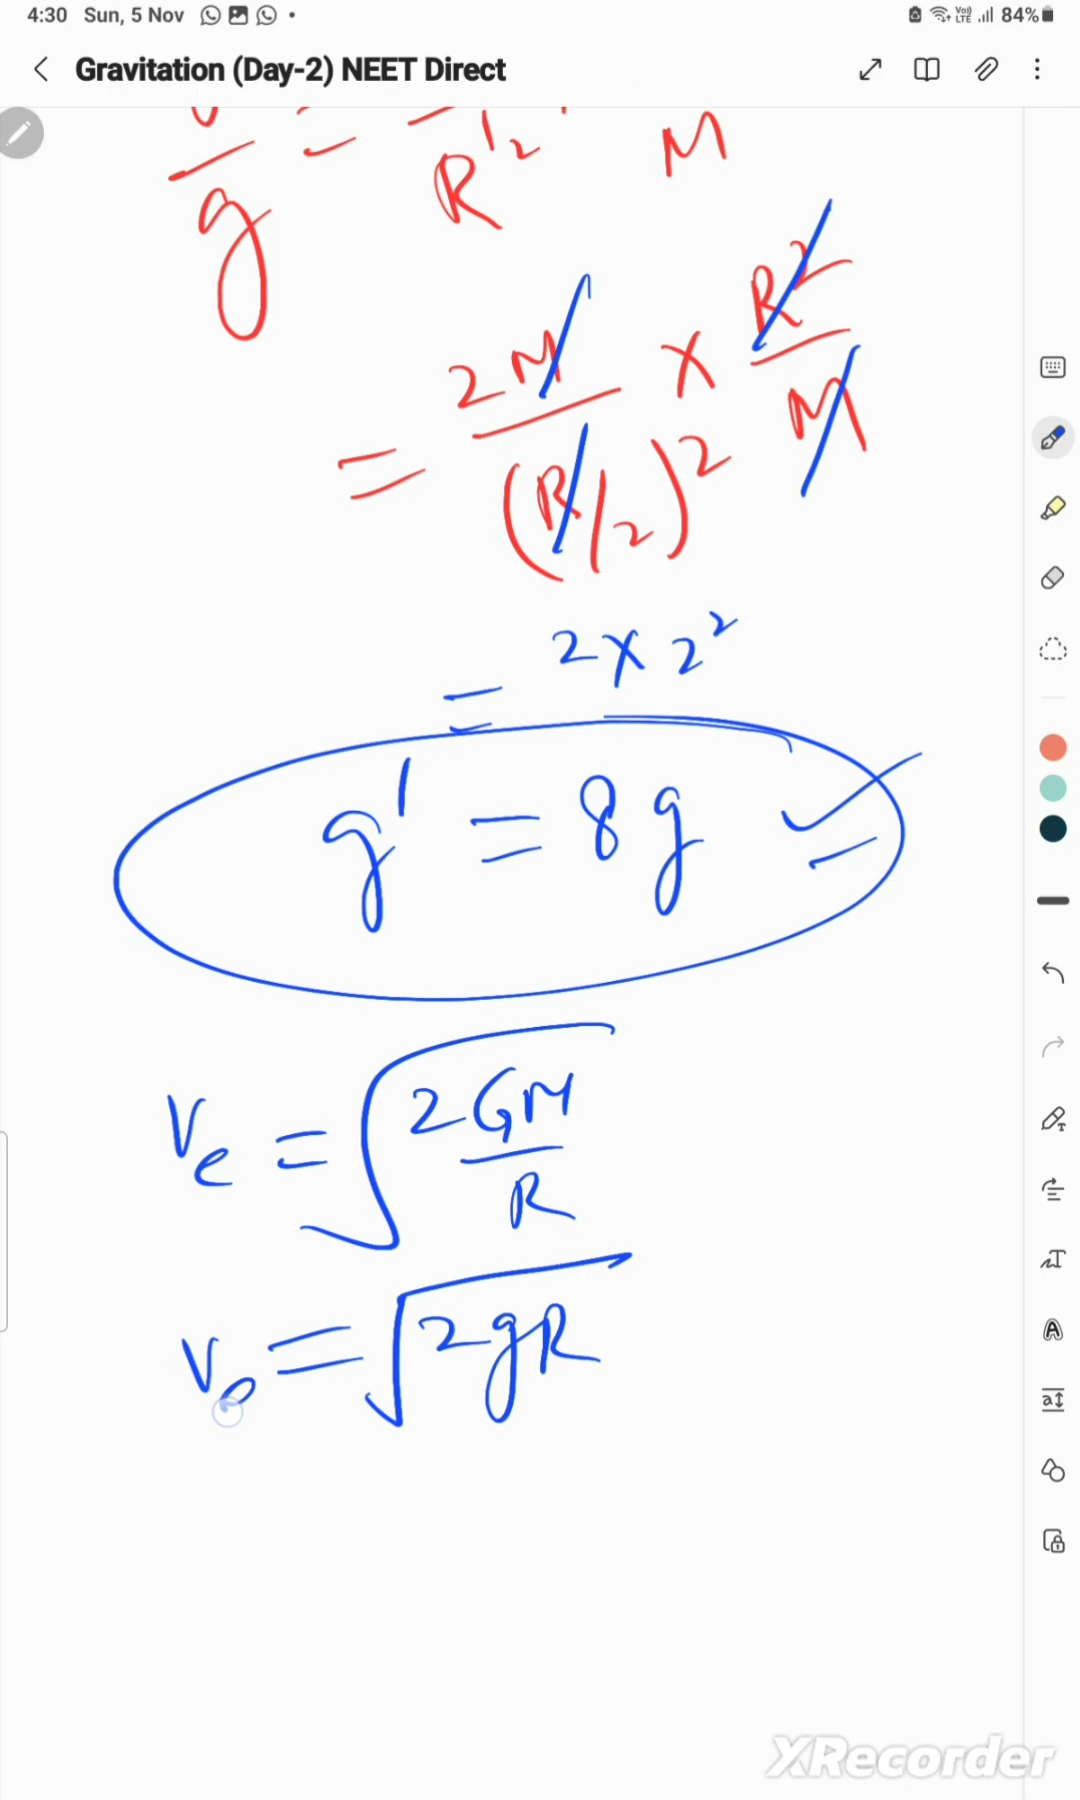 4:30 Sun, 5 Nov 84%
Gravitation (Day-2) NEET Direct
g = R'² M
= 2M/(R/2)² × R²/M
= 2 × 2²
g' = 8g
Ve = √(2GM/R)
Vo = √(2gR)
XRecorder